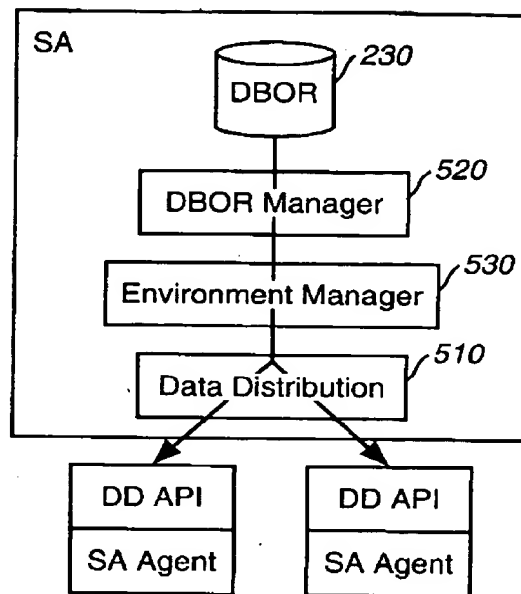 SA
230
DBOR
520
DBOR Manager
530
Environment Manager
510
Data Distribution
DD API
DD API
SA Agent
SA Agent